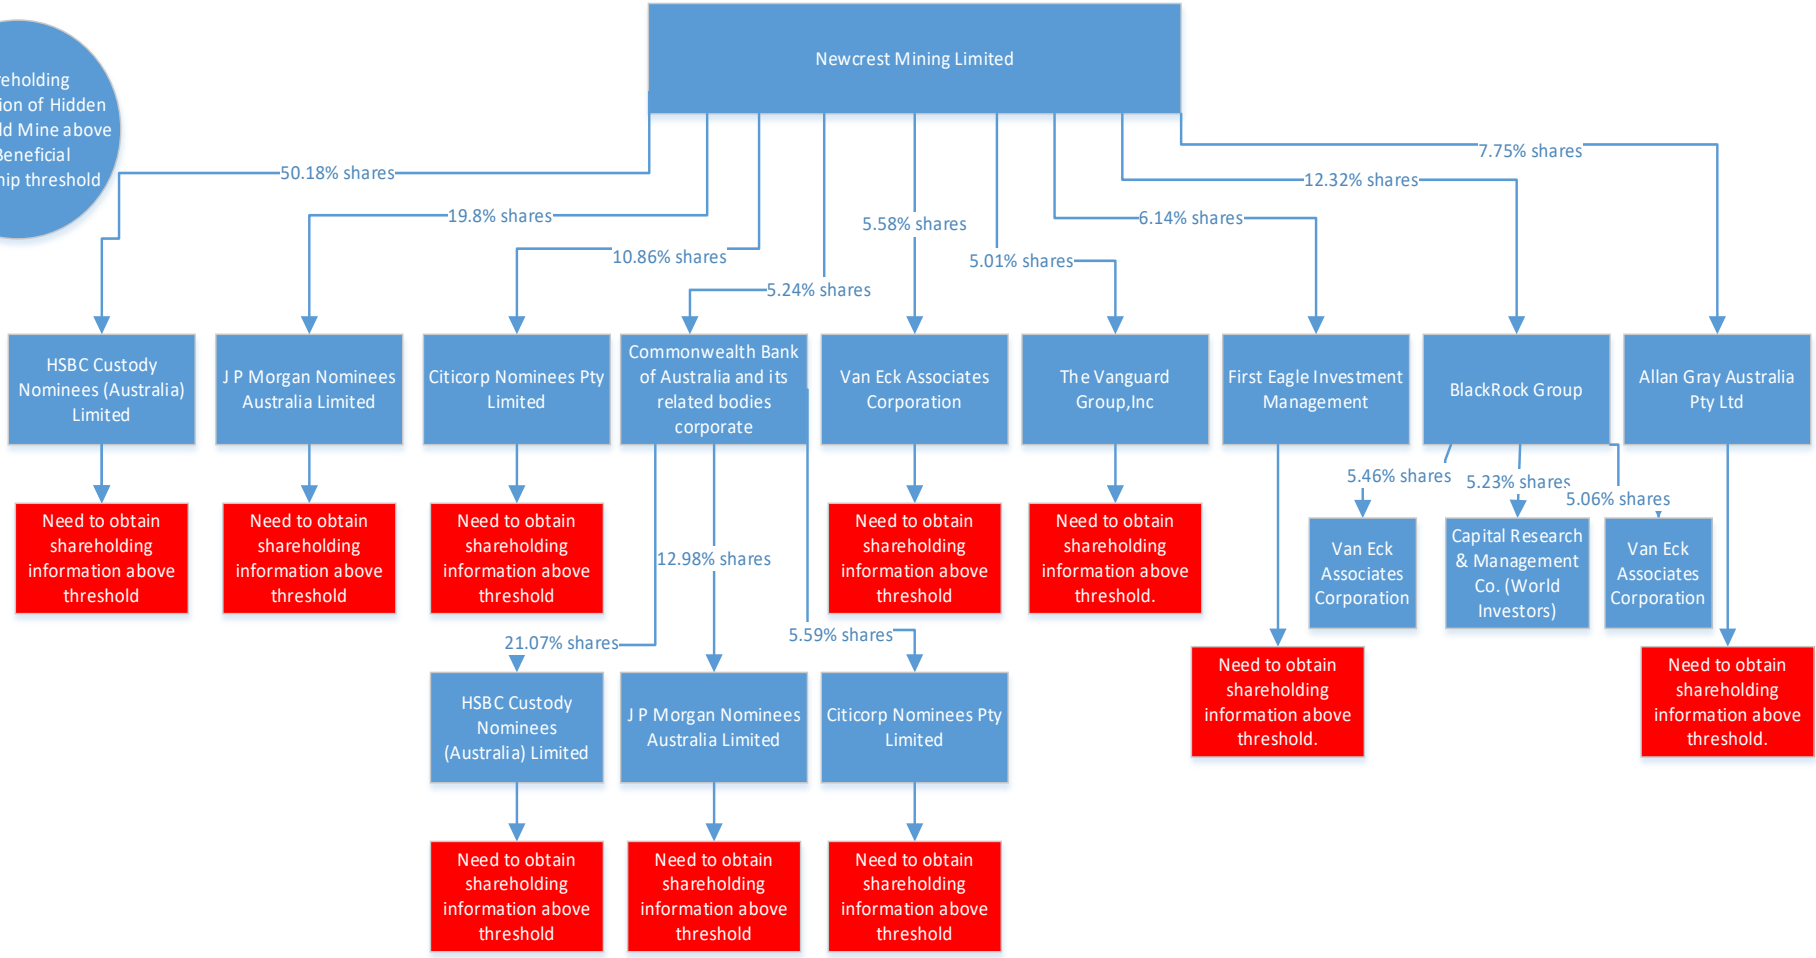 Newcrest Mining Limited
ion of Hidden
ld Mine above
threshold
50.18% shares
19.8% shares
10.86% shares
5.24% shares
5.58% shares
5.01% shares
6.14% shares
12.32% shares
7.75% shares
HSBC Custody
Nominees (Australia)
Limited
J P Morgan Nominees
Australia Limited
Citicorp Nominees Pty
Limited
Commonwealth Bank
of Australia and its
related bodies
corporate
Van Eck Associates
Corporation
The Vanguard
Group,Inc
First Eagle Investment
Management
BlackRock Group
Allan Gray Australia
Pty Ltd
Need to obtain
shareholding
information above
threshold
Need to obtain
shareholding
information above
threshold
Need to obtain
shareholding
information above
threshold
Need to obtain
shareholding
information above
threshold
Need to obtain
shareholding
information above
threshold.
5.46% shares
5.23% shares
5.06% shares
Van Eck
Associates
Corporation
Capital Research
& Management
Co. (World
Investors)
Van Eck
Associates
Corporation
12.98% shares
21.07% shares
5.59% shares
HSBC Custody
Nominees
(Australia) Limited
J P Morgan Nominees
Australia Limited
Citicorp Nominees Pty
Limited
Need to obtain
shareholding
information above
threshold.
Need to obtain
shareholding
information above
threshold.
Need to obtain
shareholding
information above
threshold
Need to obtain
shareholding
information above
threshold
Need to obtain
shareholding
information above
threshold